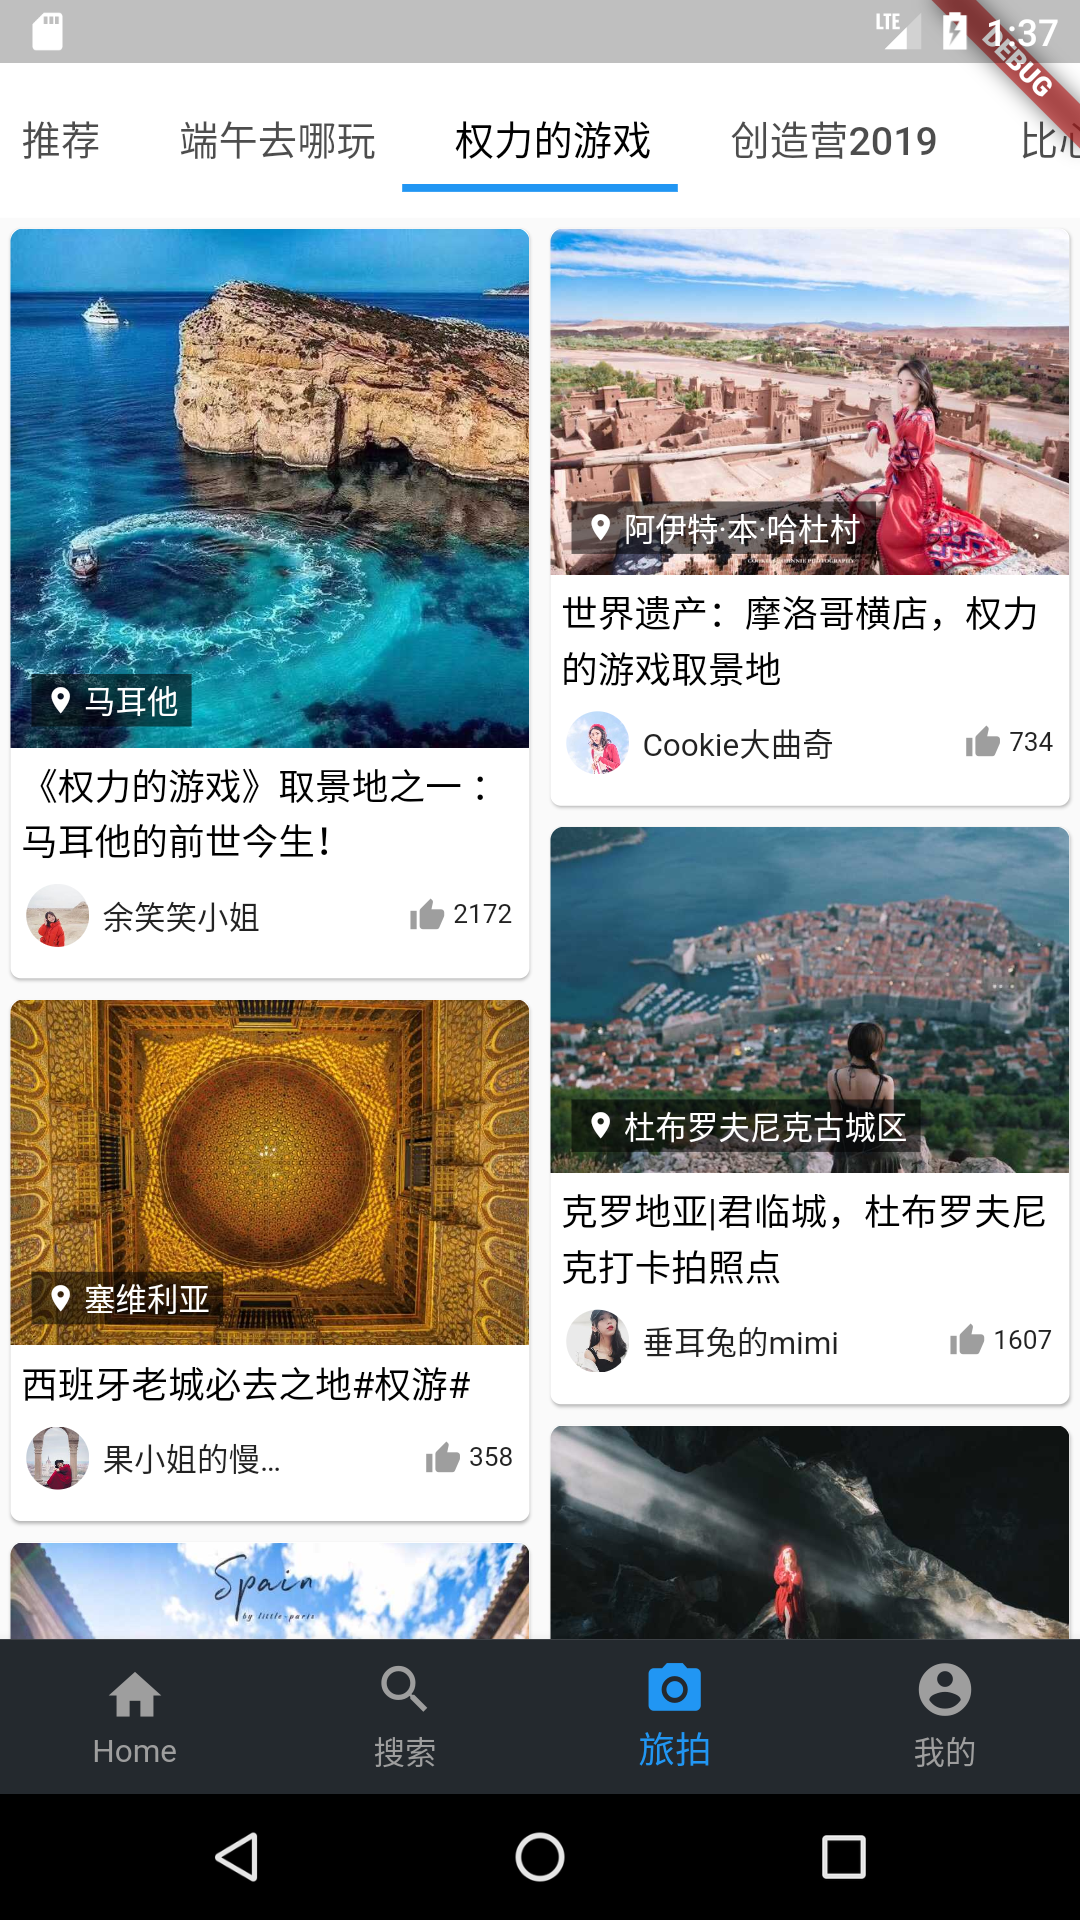 LTE
1:37
DEBUG
推荐
端午去哪玩
权力的游戏
创造营2019
比心
马耳他
《权力的游戏》取景地之一：
马耳他的前世今生！
余笑笑小姐
2172
塞维利亚
西班牙老城必去之地#权游#
果小姐的慢...
358
Spain
by little-parts
阿伊特·本·哈杜村
世界遗产：摩洛哥横店，权力
的游戏取景地
Cookie大曲奇
734
杜布罗夫尼克古城区
克罗地亚|君临城，杜布罗夫尼
克打卡拍照点
垂耳兔的mimi
1607
Home
搜索
旅拍
我的